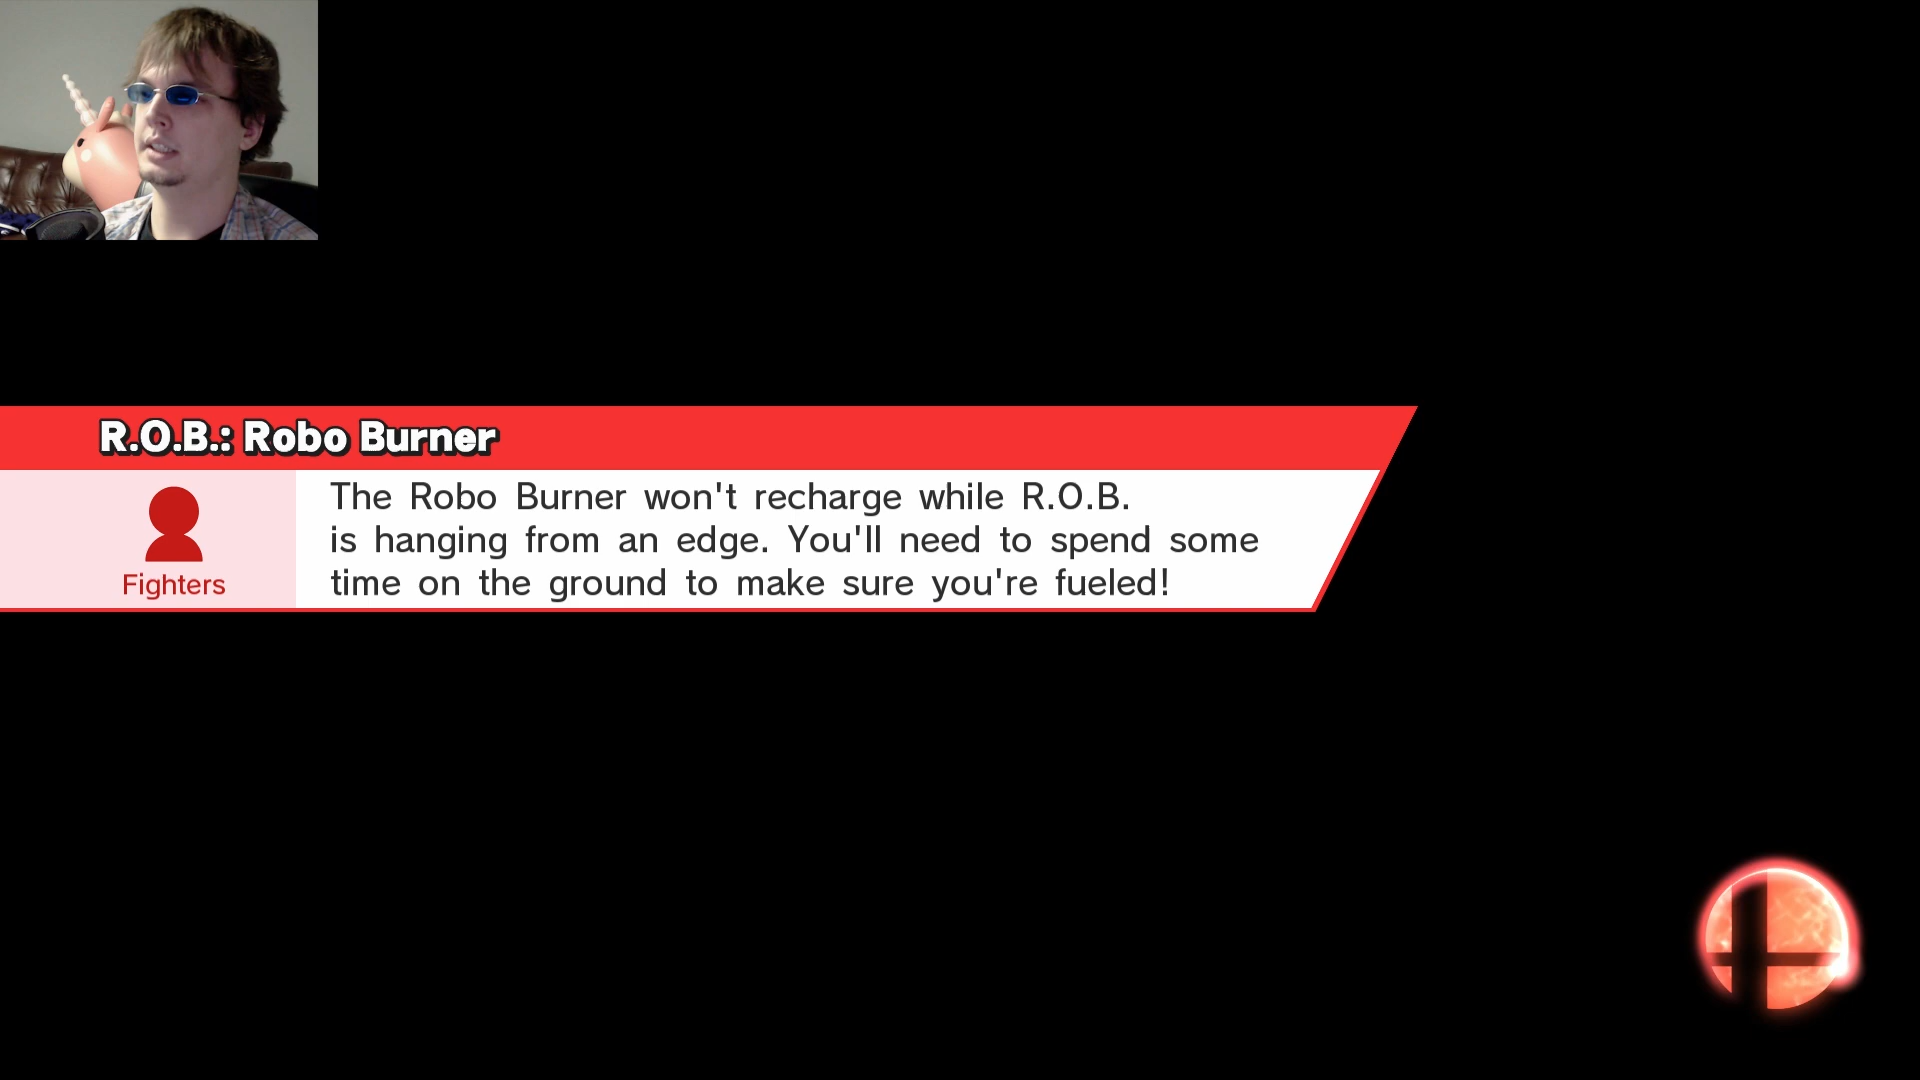 R.O.B.: Robo Burner
Fighters
The Robo Burner won't recharge while R.O.B.
is hanging from an edge. You'll need to spend some
time on the ground to make sure you're fueled!